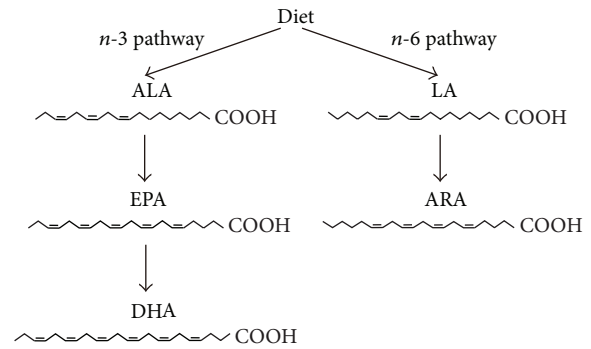 Diet
n-3 pathway
n-6 pathway
ALA
LA
COOH
COOH
EPA
ARA
COOH
COOH
DHA
COOH